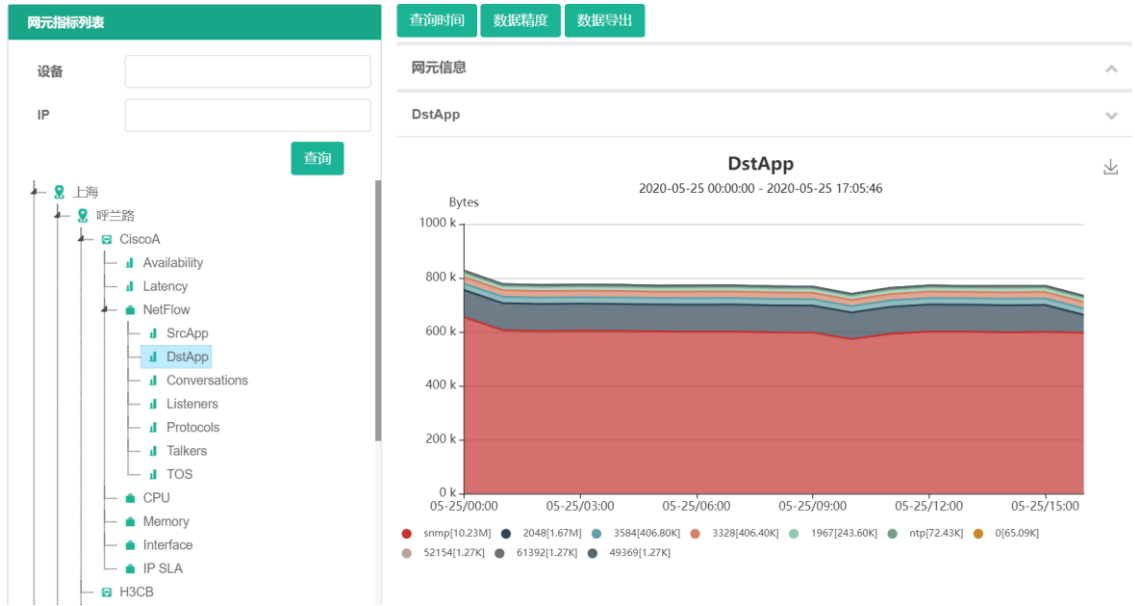 网元指标列表
设备
IP
查询
上海
呼兰路
CiscoA
Availability
Latency
NetFlow
SrcApp
DstApp
Conversations
Listeners
Protocols
Talkers
TOS
CPU
Memory
Interface
IP SLA
H3CB
查询时间 数据精度 数据导出
网元信息
DstApp
DstApp
2020-05-25 00:00:00 - 2020-05-25 17:05:46
Bytes
1000 k
800 k
600 k
400 k
200 k
0 k
05-25/00:00 05-25/03:00 05-25/06:00 05-25/09:00 05-25/12:00 05-25/15:00
snmp[10.23M] 2048[1.67M] 3584[406.80K] 3328[406.40K] 1967[243.60K] ntp[72.43K] 0[65.09K]
52154[1.27K] 61392[1.27K] 49369[1.27K]